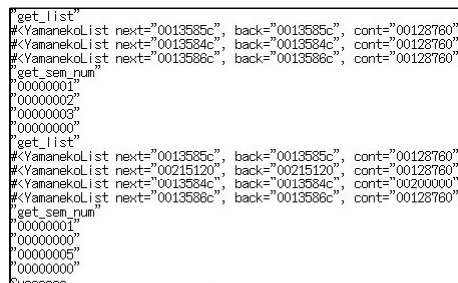 "get_list"
#<YamanekoList next="0013585c", back="0013585c", cont="00128760"
#<YamanekoList next="0013584c", back="0013584c", cont="00128760"
#<YamanekoList next="0013586c", back="0013586c", cont="00128760"
"get_sem_num"
"00000001"
"00000002"
"00000003"
"00000000"
"get_list"
#<YamanekoList next="0013585c", back="0013585c", cont="00128760"
#<YamanekoList next="00215120", back="00215120", cont="00128760"
#<YamanekoList next="0013584c", back="0013584c", cont="00200000"
#<YamanekoList next="0013586c", back="0013586c", cont="00128760"
"get_sem_num"
"00000001"
"00000000"
"00000005"
"00000000"